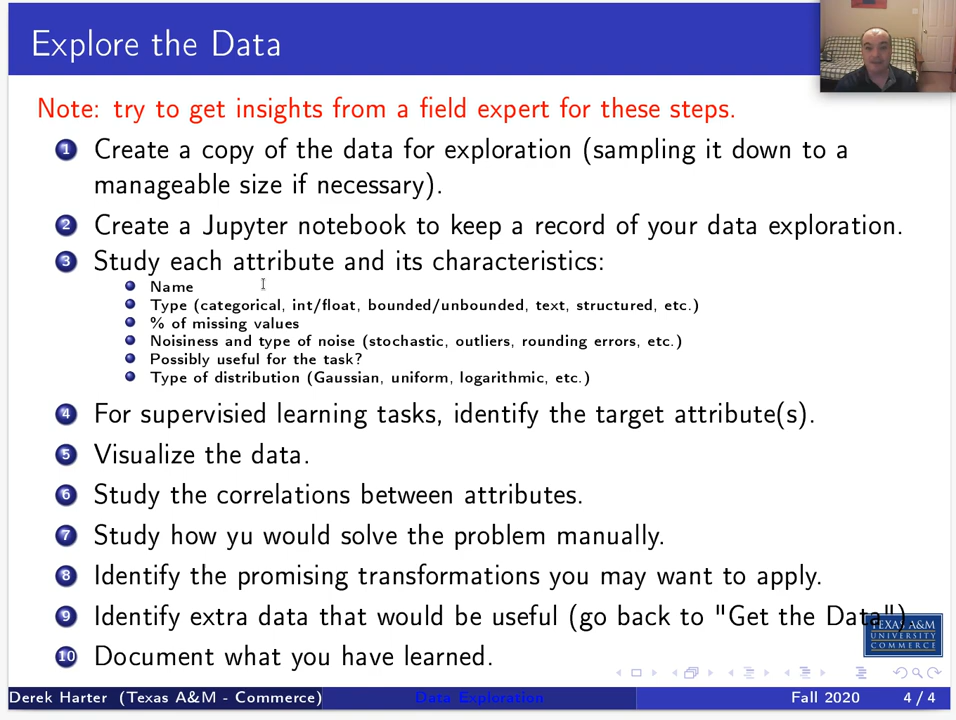 Explore the Data
Note: try to get insights from a field expert for these steps.
1 Create a copy of the data for exploration (sampling it down to a
manageable size if necessary).
2 Create a Jupyter notebook to keep a record of your data exploration.
3 Study each attribute and its characteristics:
Name
Type (categorical, int/float, bounded/unbounded, text, structured, etc.)
% of missing values
Noisiness and type of noise (stochastic, outliers, rounding errors, etc.)
Possibly useful for the task?
Type of distribution (Gaussian, uniform, logarithmic, etc.)
4 For supervisied learning tasks, identify the target attribute(s).
5 Visualize the data.
6 Study the correlations between attributes.
7 Study how yu would solve the problem manually.
8 Identify the promising transformations you may want to apply.
9 Identify extra data that would be useful (go back to "Get the Data")
10 Document what you have learned.
TEXAS A&M
UNIVERSITY
COMMERCE
Derek Harter (Texas A&M - Commerce) Data Exploration Fall 2020 4 / 4